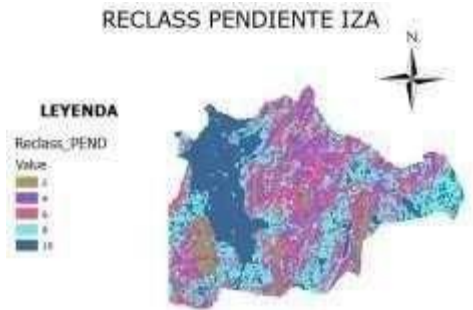 RECLASS PENDIENTE IZA
N
LEYENDA
Reclass_PEND
Value
2
4
6
8
10